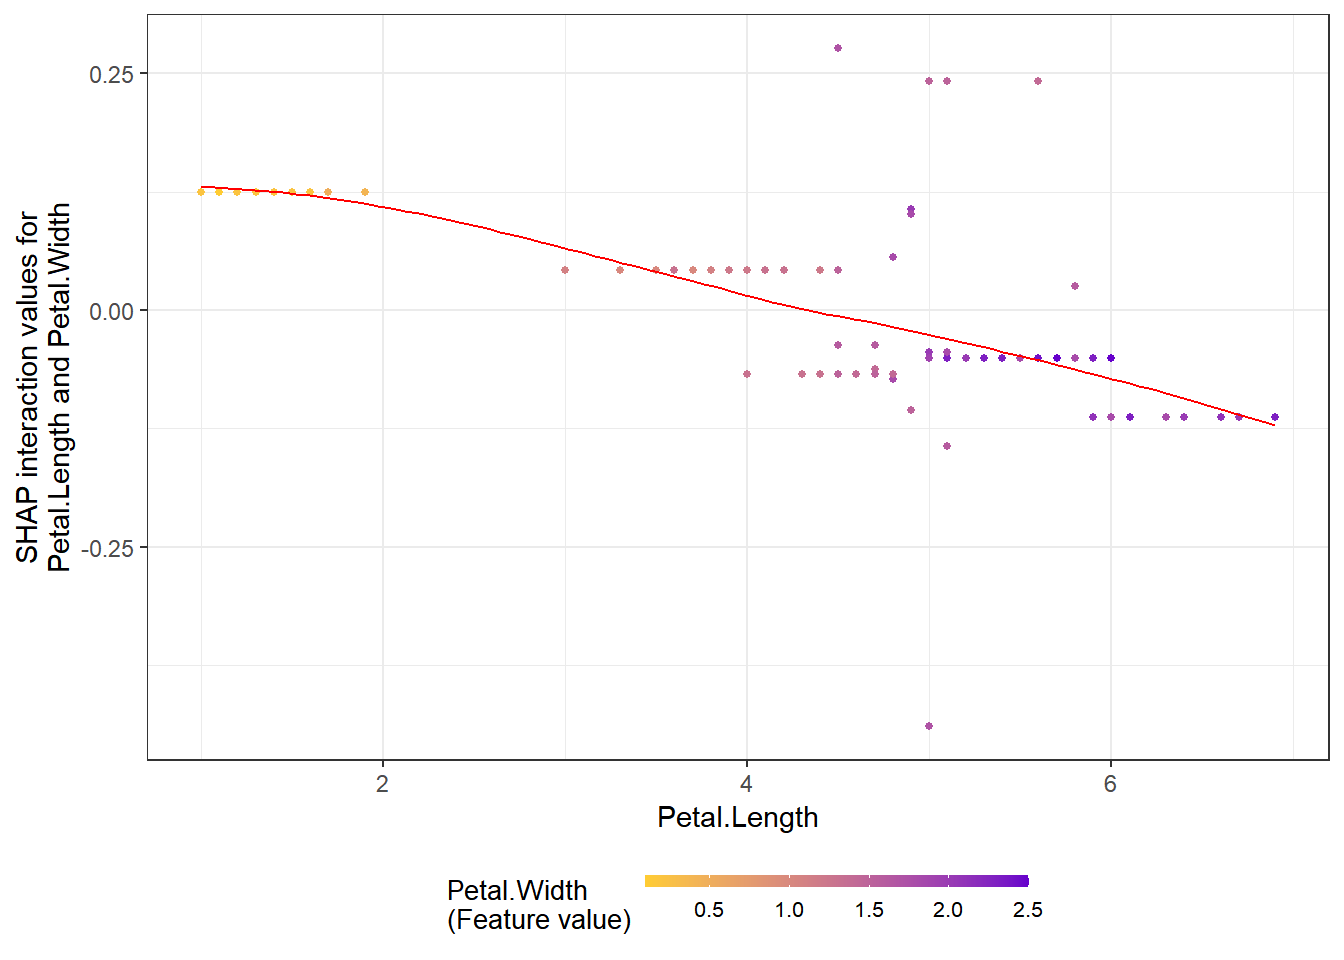 SHAP interaction values for
Petal.Length and Petal.Width
0.25
0.00
-0.25
2
4
6
Petal.Length
Petal.Width
(Feature value)
0.5
1.0
1.5
2.0
2.5